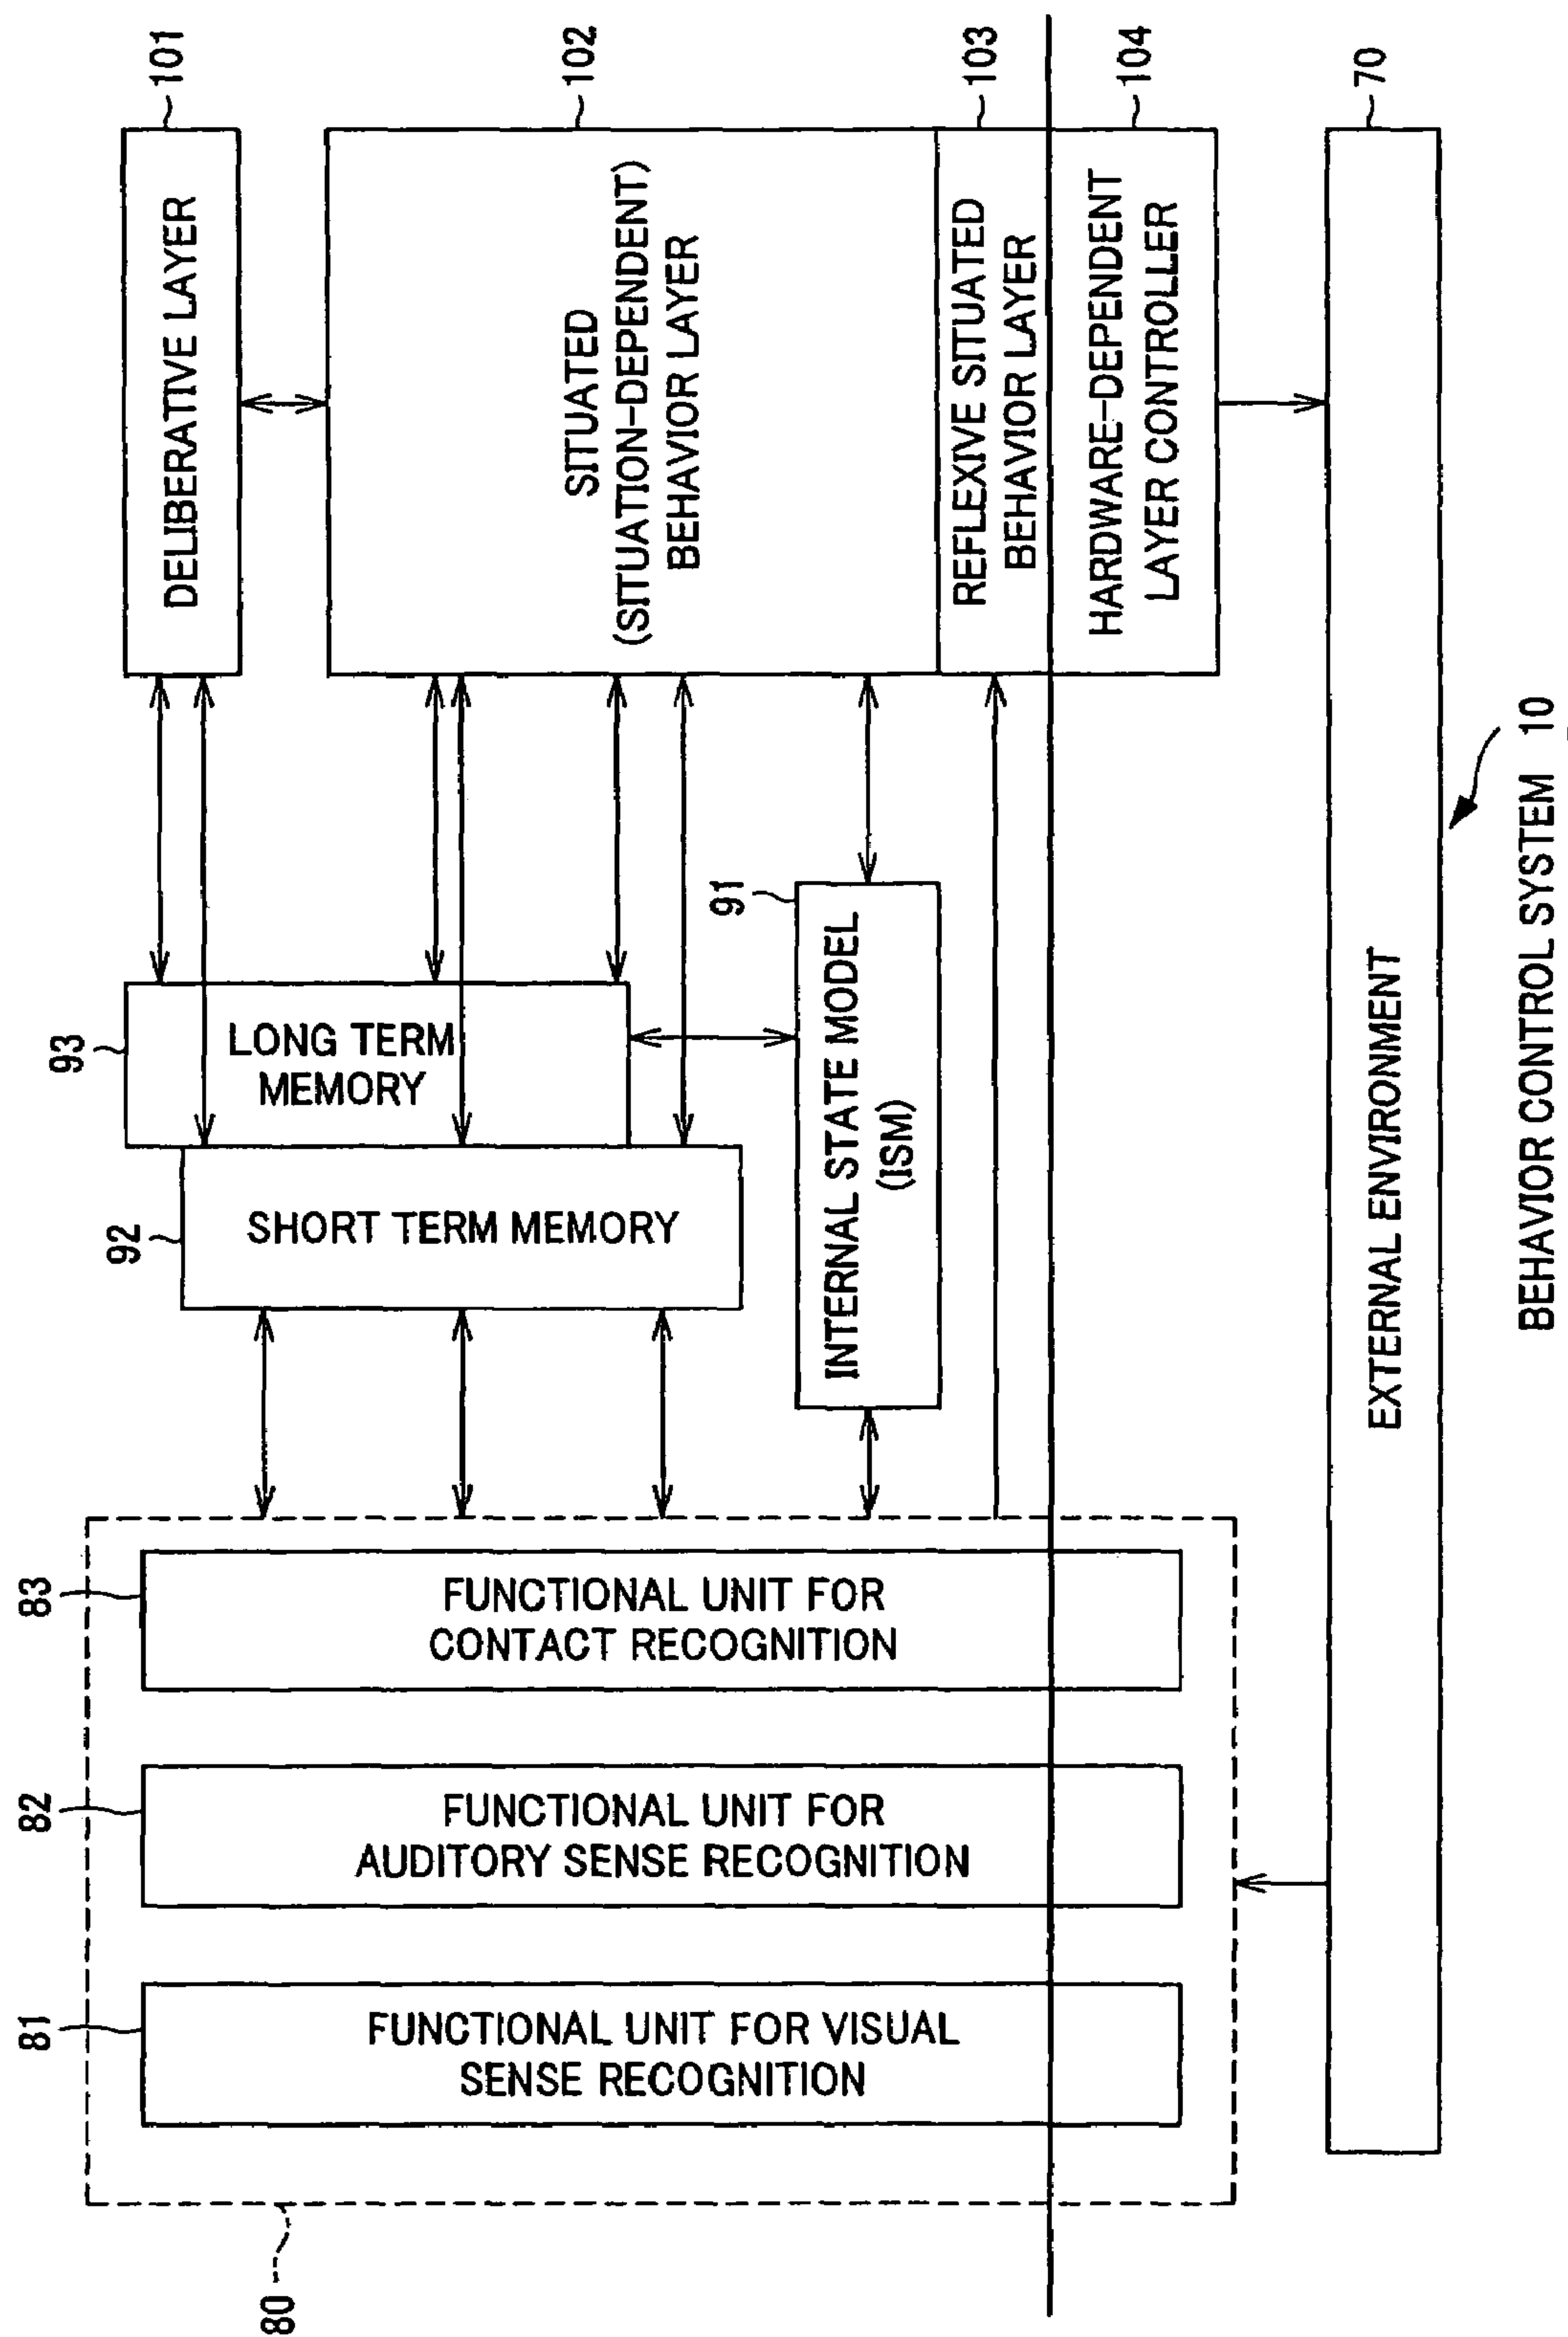 101
DELIBERATIVE LAYER
102
SITUATED
(SITUATION-DEPENDENT)
BEHAVIOR LAYER
103
REFLEXIVE SITUATED
BEHAVIOR LAYER
104
HARDWARE-DEPENDENT
LAYER CONTROLLER
70
EXTERNAL ENVIRONMENT
93
LONG TERM
MEMORY
92
SHORT TERM MEMORY
91
INTERNAL STATE MODEL
(ISM)
83
FUNCTIONAL UNIT FOR
CONTACT RECOGNITION
82
FUNCTIONAL UNIT FOR
AUDITORY SENSE RECOGNITION
81
FUNCTIONAL UNIT FOR VISUAL
SENSE RECOGNITION
80
BEHAVIOR CONTROL SYSTEM 10